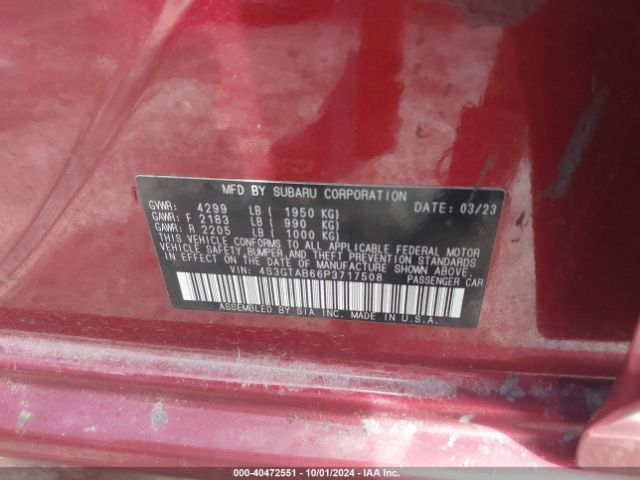 MFD BY SUBARU CORPORATION DATE: 03/23
GVWR: 4299 LB ( 1950 KG)
GAWR: F 2183 LB ( 990 KG)
GAWR: R 2205 LB ( 1000 KG)
THIS VEHICLE CONFORMS TO ALL APPLICABLE FEDERAL MOTOR
VEHICLE SAFETY, BUMPER, AND THEFT PREVENTION STANDARDS
IN EFFECT ON THE DATE OF MANUFACTURE SHOWN ABOVE.
VIN: 4S3GTAB66P3717508 PASSENGER CAR
ASSEMBLED BY SIA INC. MADE IN U.S.A.
000-40472551 - 10/01/2024 - IAA Inc.